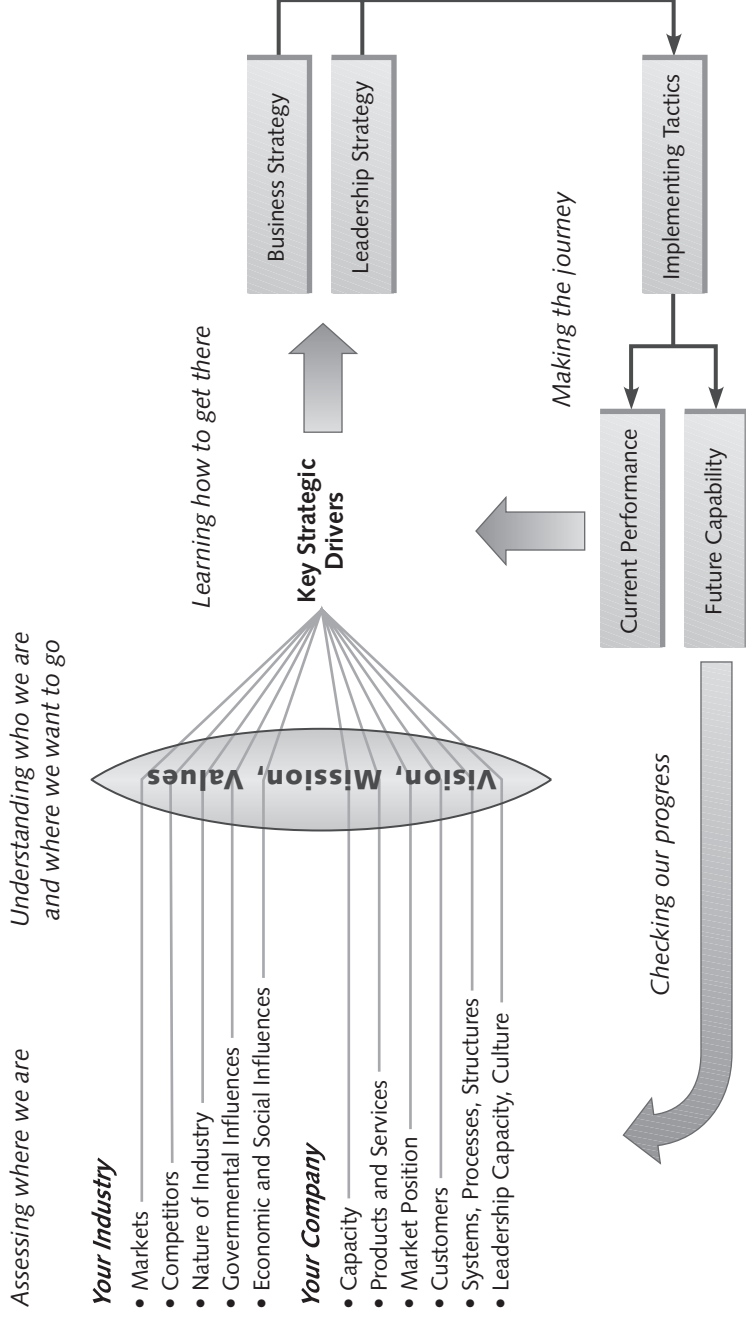 Assessing where we are
Understanding who we are
and where we want to go
Learning how to get there
Your Industry
• Markets
• Competitors
• Nature of Industry
• Governmental Influences
• Economic and Social Influences
Your Company
• Capacity
• Products and Services
• Market Position
• Customers
• Systems, Processes, Structures
• Leadership Capacity, Culture
Vision, Mission, Values
Key Strategic
Drivers
Business Strategy
Leadership Strategy
Making the journey
Implementing Tactics
Current Performance
Future Capability
Checking our progress